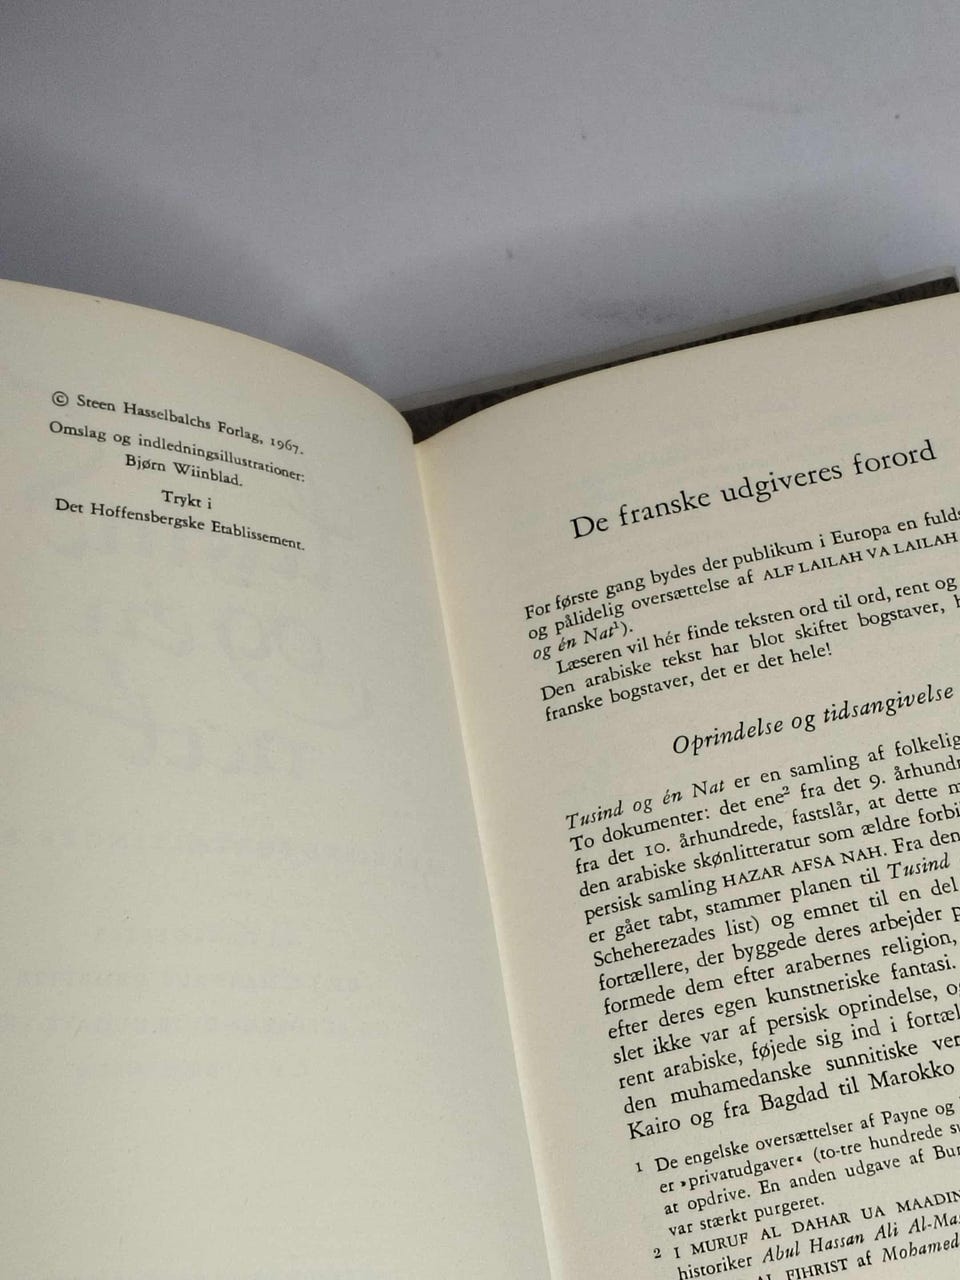 © Steen Hasselbalchs Forlag, 1967.
Omslag og indledningsillustrationer:
Bjørn Wiinblad.
Trykt i
Det Hoffensbergske Etablissement.
De franske udgiveres forord
For første gang bydes der publikum i Europa en fulds
og pålidelig oversættelse af ALF LAILAH VA LAILAH
og én Nat¹).
Læseren vil hér finde teksten ord til ord, rent og
Den arabiske tekst har blot skiftet bogstaver, h
franske bogstaver, det er det hele!
Oprindelse og tidsangivelse
Tusind og én Nat er en samling af folkelig
To dokumenter: det ene² fra det 9. århundr
fra det 10. århundrede, fastslår, at dette m
den arabiske skønlitteratur som ældre forbi
persisk samling HAZAR AFSA NAH. Fra den
er gået tabt, stammer planen til Tusind
Scheherezades list) og emnet til en del
fortællere, der byggede deres arbejder p
formede dem efter arabernes religion,
efter deres egen kunstneriske fantasi.
slet ikke var af persisk oprindelse, o
rent arabiske, føjede sig ind i fortæl
den muhamedanske sunnitiske ver
Kairo og fra Bagdad til Marokko
1 De engelske oversættelser af Payne og
er »privatudgaver« (to-tre hundrede s
at opdrive. En anden udgave af Bur
var stærkt purgeret.
2 I MURUF AL DAHAR UA MAADIN
historiker Abul Hassan Ali Al-Mas
AL FIHRIST af Mohamed